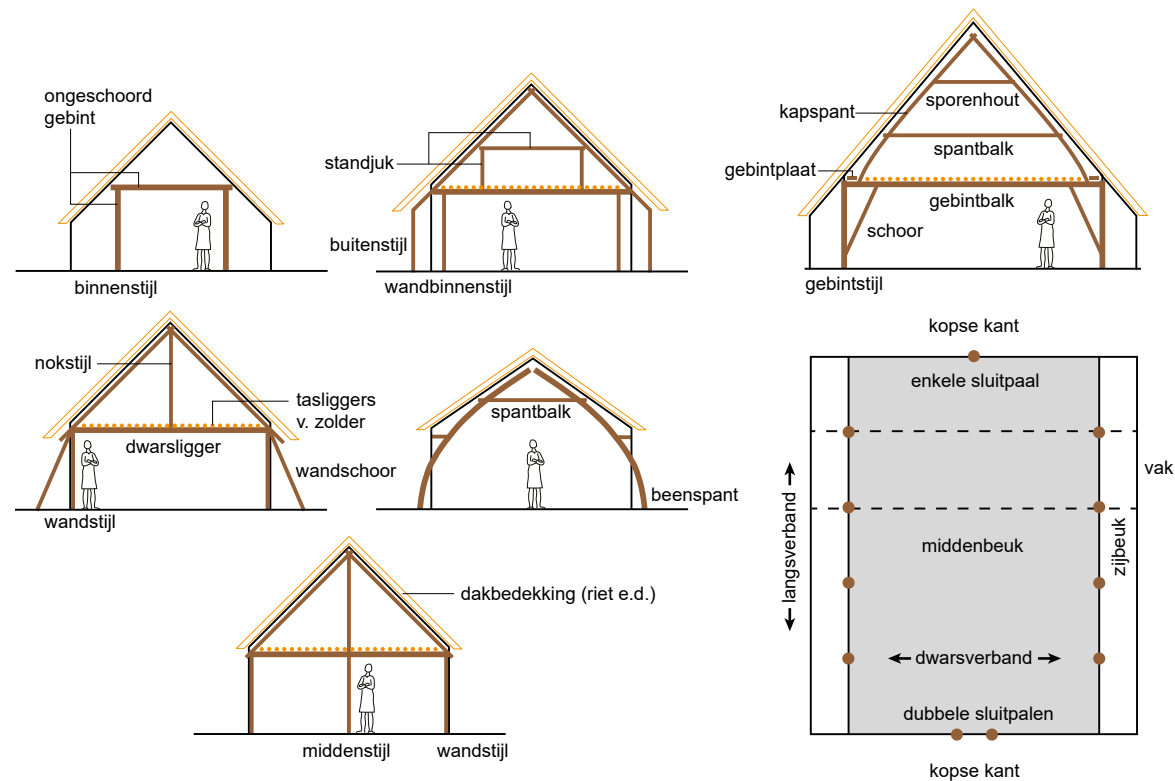 ongeschoord
gebint
binnenstijl
standjuk
buitenstijl
wandbinnenstijl
kapspant
sporenhout
spantbalk
gebintplaat
gebintbalk
schoor
gebintstijl
nokstijl
tasliggers
v. zolder
dwarsligger
wandschoor
wandstijl
spantbalk
beenspant
dakbedekking (riet e.d.)
middenstijl
wandstijl
kopse kant
enkele sluitpaal
vak
langsverband
middenbeuk
zijbeuk
dwarsverband
dubbele sluitpalen
kopse kant